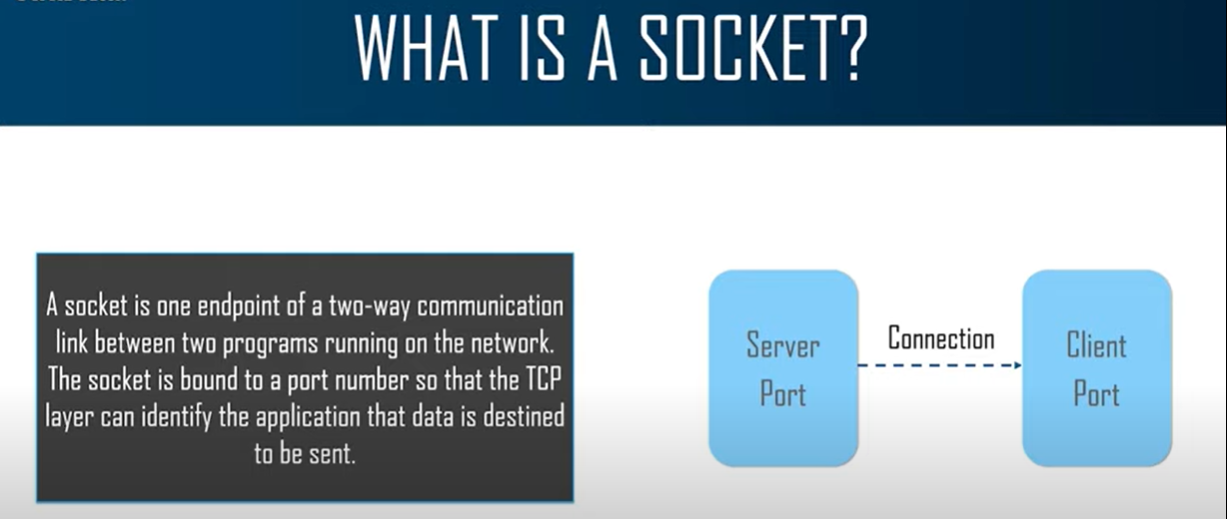 WHAT IS A SOCKET?
A socket is one endpoint of a two-way communication
link between two programs running on the network.
The socket is bound to a port number so that the TCP
layer can identify the application that data is destined
to be sent.
Server
Port
Connection
Client
Port